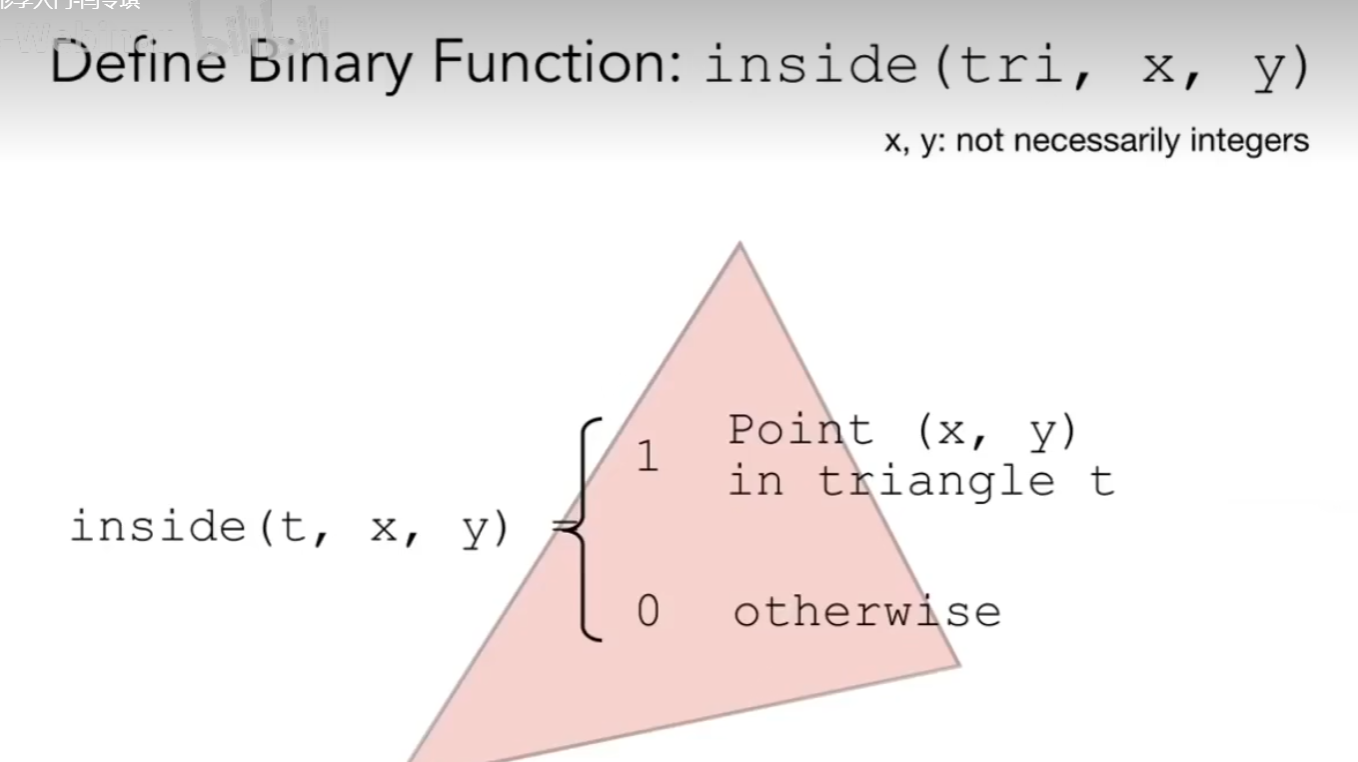 Define Binary Function: inside(tri, x, y)
x, y: not necessarily integers
inside(t, x, y) =
1 Point (x, y)
in triangle t
0 otherwise